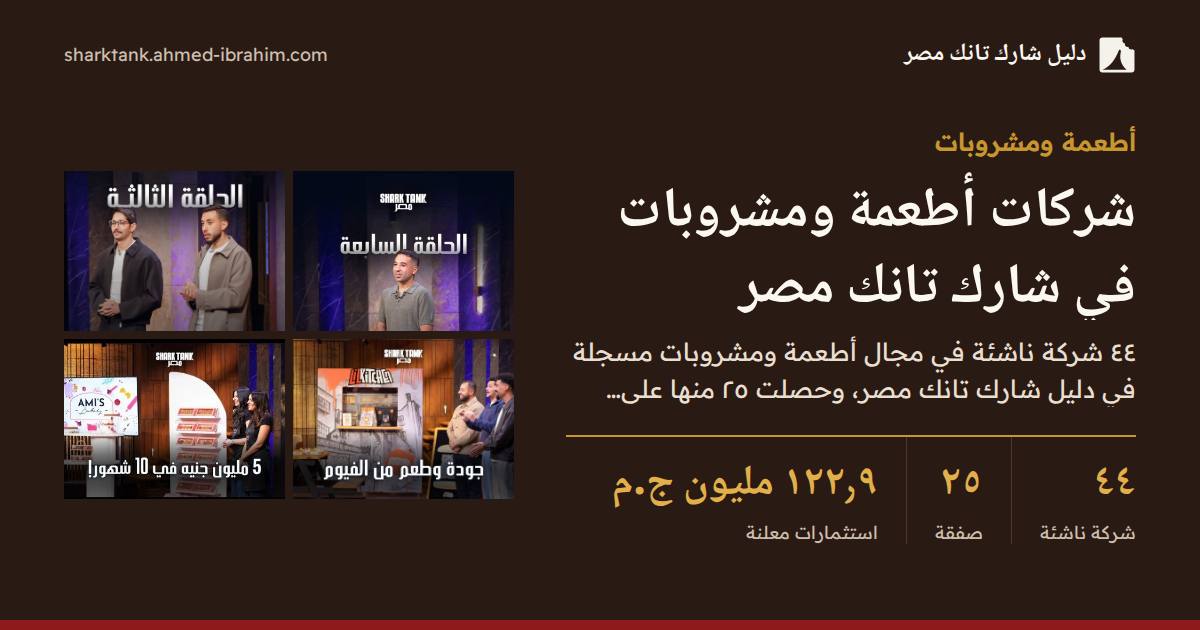 دليل شارك تانك مصر
sharktank.ahmed-ibrahim.com
أطعمة ومشروبات
شركات أطعمة ومشروبات
في شارك تانك مصر
٤٤ شركة ناشئة في مجال أطعمة ومشروبات مسجلة
في دليل شارك تانك مصر، وحصلت ٢٥ منها على...
٤٤
شركة ناشئة
٢٥
صفقة
١٢٢٫٩ مليون ج.م
استثمارات معلنة
SHARK TANK
مصر
الحلقة السابعة
الحلقة الثالثة
SHARK TANK
مصر
KITCHEN
جودة وطعم من الفيوم
SHARK TANK
مصر
AMI'S
5 مليون جنيه في 10 شهور!